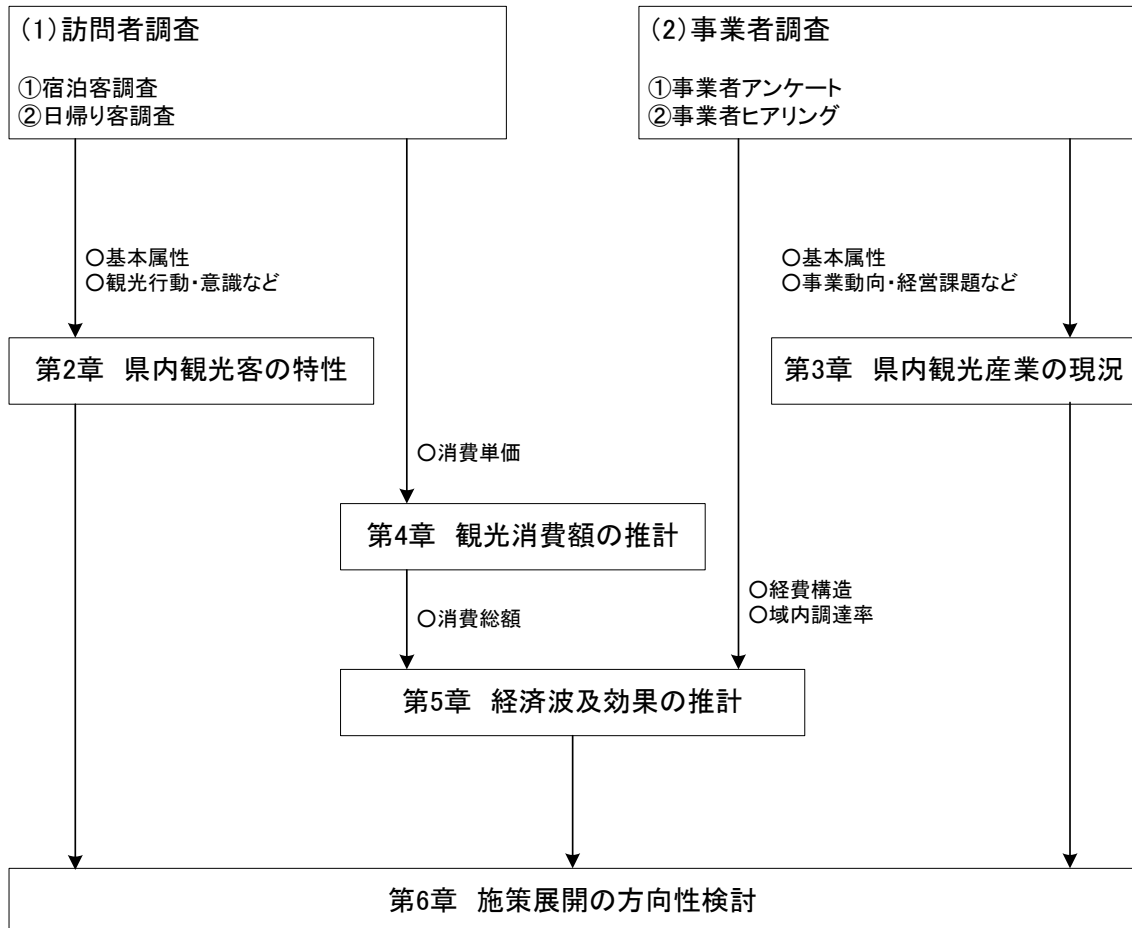 (1)訪問者調査
①宿泊客調査
②日帰り客調査
(2)事業者調査
①事業者アンケート
②事業者ヒアリング
○基本属性
○観光行動・意識など
○基本属性
○事業動向・経営課題など
第2章 県内観光客の特性
第3章 県内観光産業の現況
○消費単価
第4章 観光消費額の推計
○経費構造
○域内調達率
○消費総額
第5章 経済波及効果の推計
第6章 施策展開の方向性検討